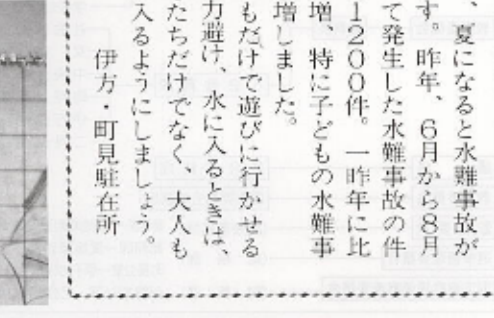 、夏になると水難事故が
す。昨年、6月から8月
て発生した水難事故の件
1200件。一昨年に比
増、特に子どもの水難事
増しました。
もだけで遊びに行かせる
力避け、水に入るときは、
たちだけでなく、大人も
入るようにしましょう。
伊方・町見駐在所